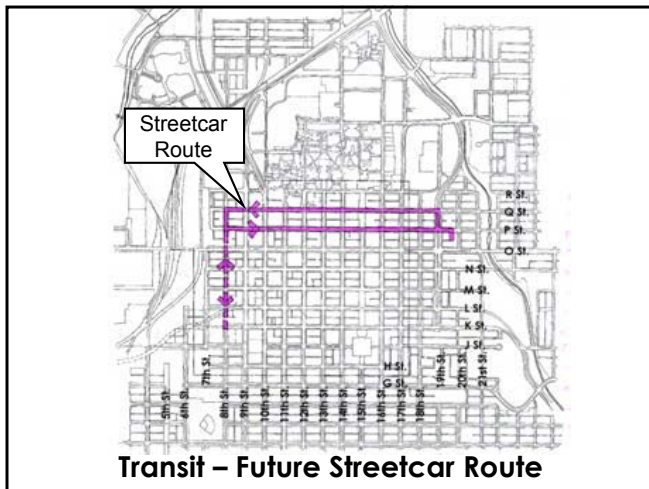 Streetcar
Route
R St.
Q St.
P St.
O St.
N St.
M St.
L St.
K St.
J St.
H St.
G St.
5th St.
6th St.
7th St.
8th St.
9th St.
10th St.
11th St.
12th St.
13th St.
14th St.
15th St.
16th St.
17th St.
18th St.
19th St.
20th St.
21st St.
Transit – Future Streetcar Route